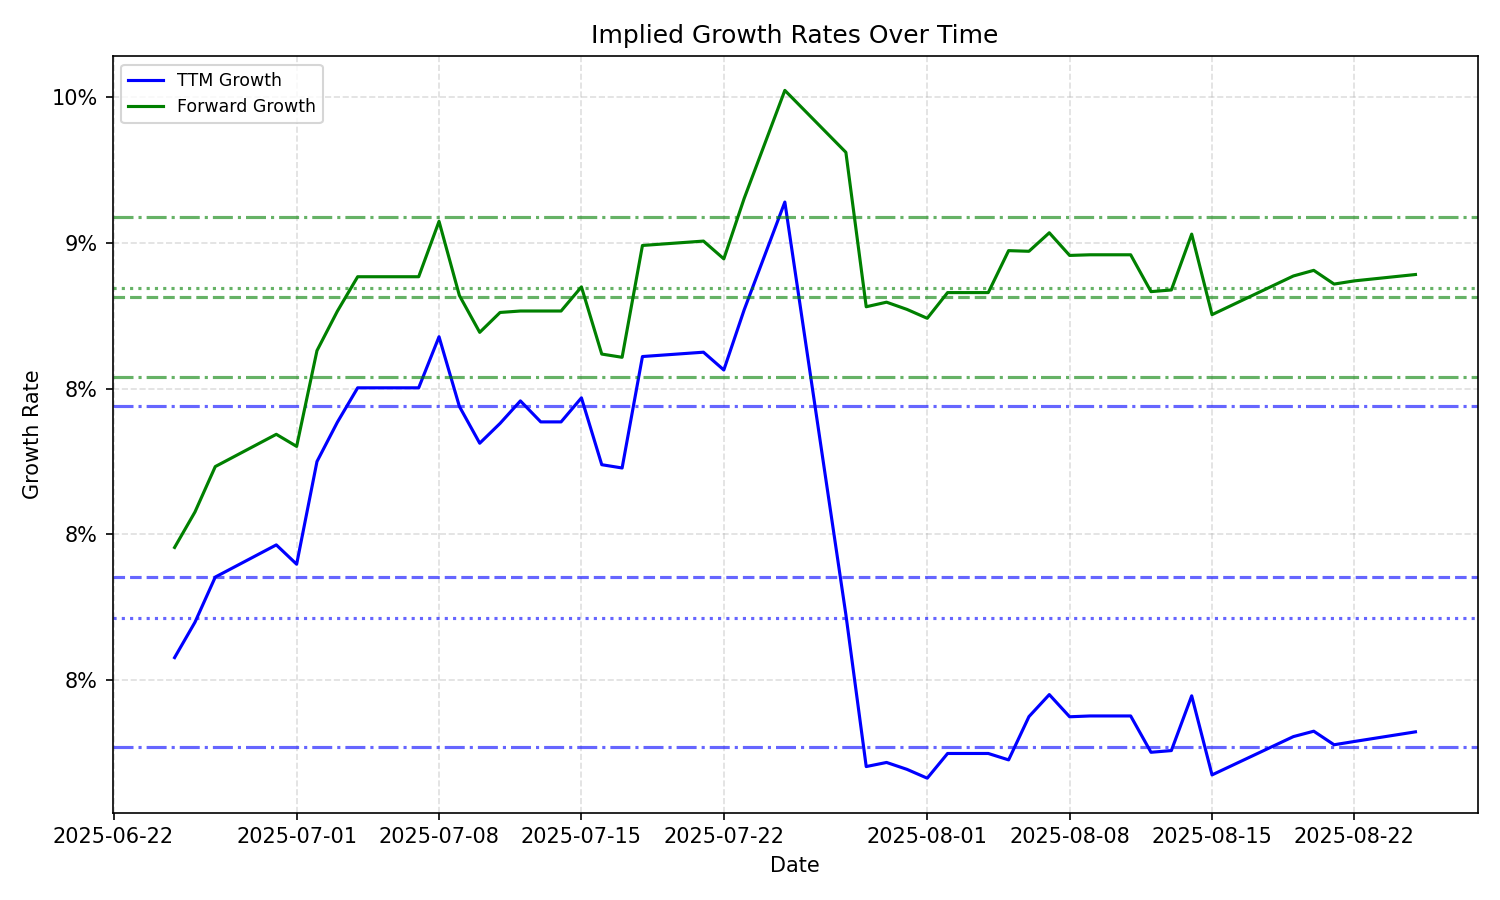 Implied Growth Rates Over Time
TTM Growth
Forward Growth
10%
9%
8%
8%
8%
Growth Rate
2025-06-22 2025-07-01 2025-07-08 2025-07-15 2025-07-22 2025-08-01 2025-08-08 2025-08-15 2025-08-22
Date